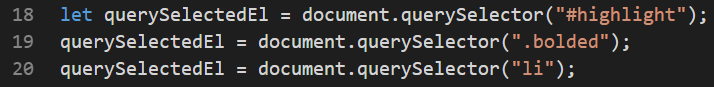 18 let querySelectedEl = document.querySelector("#highlight");
19 querySelectedEl = document.querySelector(".bolded");
20 querySelectedEl = document.querySelector("li");